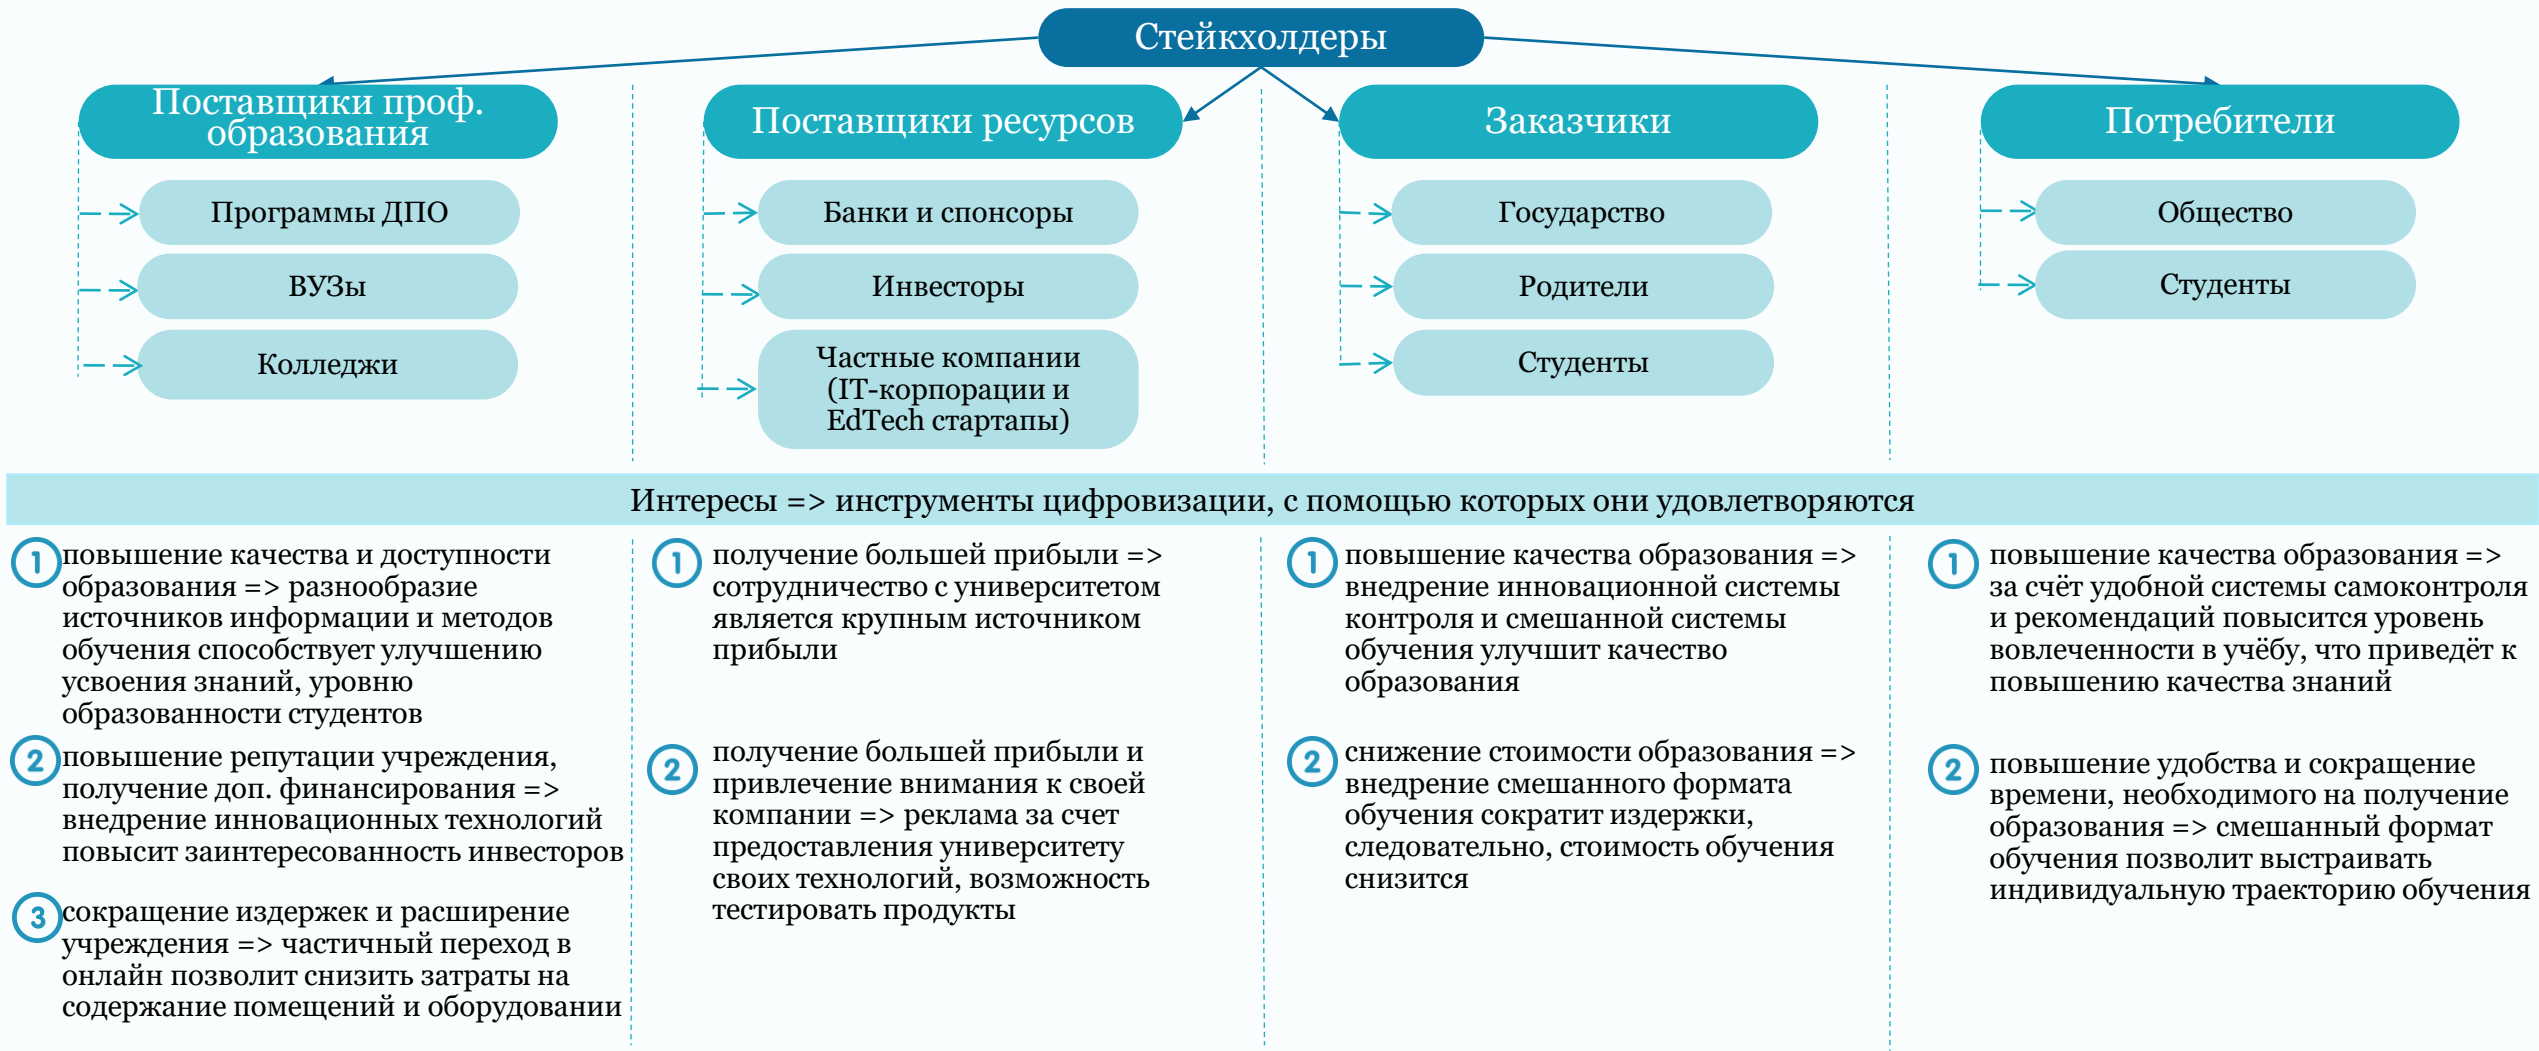 Стейкхолдеры
Поставщики проф.
образования
Поставщики ресурсов
Заказчики
Потребители
Программы ДПО
ВУЗы
Колледжи
Банки и спонсоры
Инвесторы
Частные компании
(IT-корпорации и
EdTech стартапы)
Государство
Родители
Студенты
Общество
Студенты
Интересы => инструменты цифровизации, с помощью которых они удовлетворяются
1
повышение качества и доступности
образования => разнообразие
источников информации и методов
обучения способствует улучшению
усвоения знаний, уровню
образованности студентов
2
повышение репутации учреждения,
получение доп. финансирования =>
внедрение инновационных технологий
повысит заинтересованность инвесторов
3
сокращение издержек и расширение
учреждения => частичный переход в
онлайн позволит снизить затраты на
содержание помещений и оборудовании
1
получение большей прибыли =>
сотрудничество с университетом
является крупным источником
прибыли
2
получение большей прибыли и
привлечение внимания к своей
компании => реклама за счет
предоставления университету
своих технологий, возможность
тестировать продукты
1
повышение качества образования =>
внедрение инновационной системы
контроля и смешанной системы
обучения улучшит качество
образования
2
снижение стоимости образования =>
внедрение смешанного формата
обучения сократит издержки,
следовательно, стоимость обучения
снизится
1
повышение качества образования =>
за счёт удобной системы самоконтроля
и рекомендаций повысится уровень
вовлеченности в учёбу, что приведёт к
повышению качества знаний
2
повышение удобства и сокращение
времени, необходимого на получение
образования => смешанный формат
обучения позволит выстраивать
индивидуальную траекторию обучения